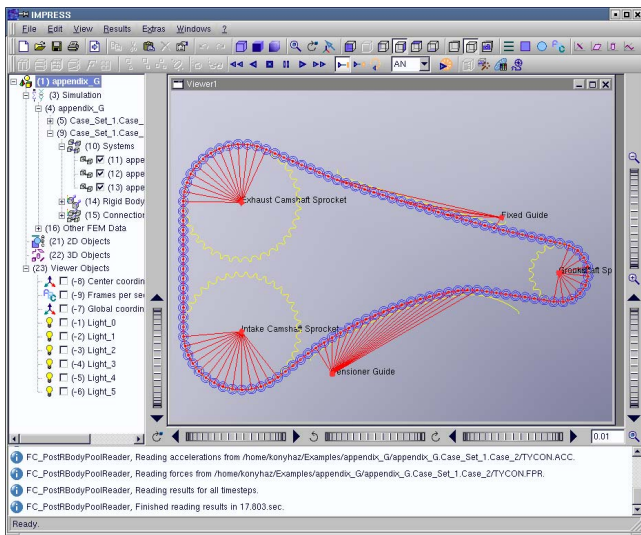 IMPRESS
File Edit View Results Extras Windows ?
AN
(1) appendix_G
(3) Simulation
(4) appendix_G
(5) Case_Set_1.Case_
(9) Case_Set_1.Case_
(10) Systems
(11) appe
(12) appe
(13) appe
(14) Rigid Body
(15) Connection
(16) Other FEM Data
(21) 2D Objects
(22) 3D Objects
(23) Viewer Objects
(-8) Center coordin
(-9) Frames per se
(-7) Global coordin
(-1) Light_0
(-2) Light_1
(-3) Light_2
(-4) Light_3
(-5) Light_4
(-6) Light_5
Viewer1
Exhaust Camshaft Sprocket
Fixed Guide
Crankshaft Sp
Intake Camshaft Sprocket
Tensioner Guide
0.01
FC_PostRBodyPoolReader, Reading accelerations from /home/konyhaz/Examples/appendix_G/appendix_G.Case_Set_1.Case_2/TYCON.ACC.
FC_PostRBodyPoolReader, Reading forces from /home/konyhaz/Examples/appendix_G/appendix_G.Case_Set_1.Case_2/TYCON.FPR.
FC_PostRBodyPoolReader, Reading results for all timesteps.
FC_PostRBodyPoolReader, Finished reading results in 17.803 sec.
Ready.